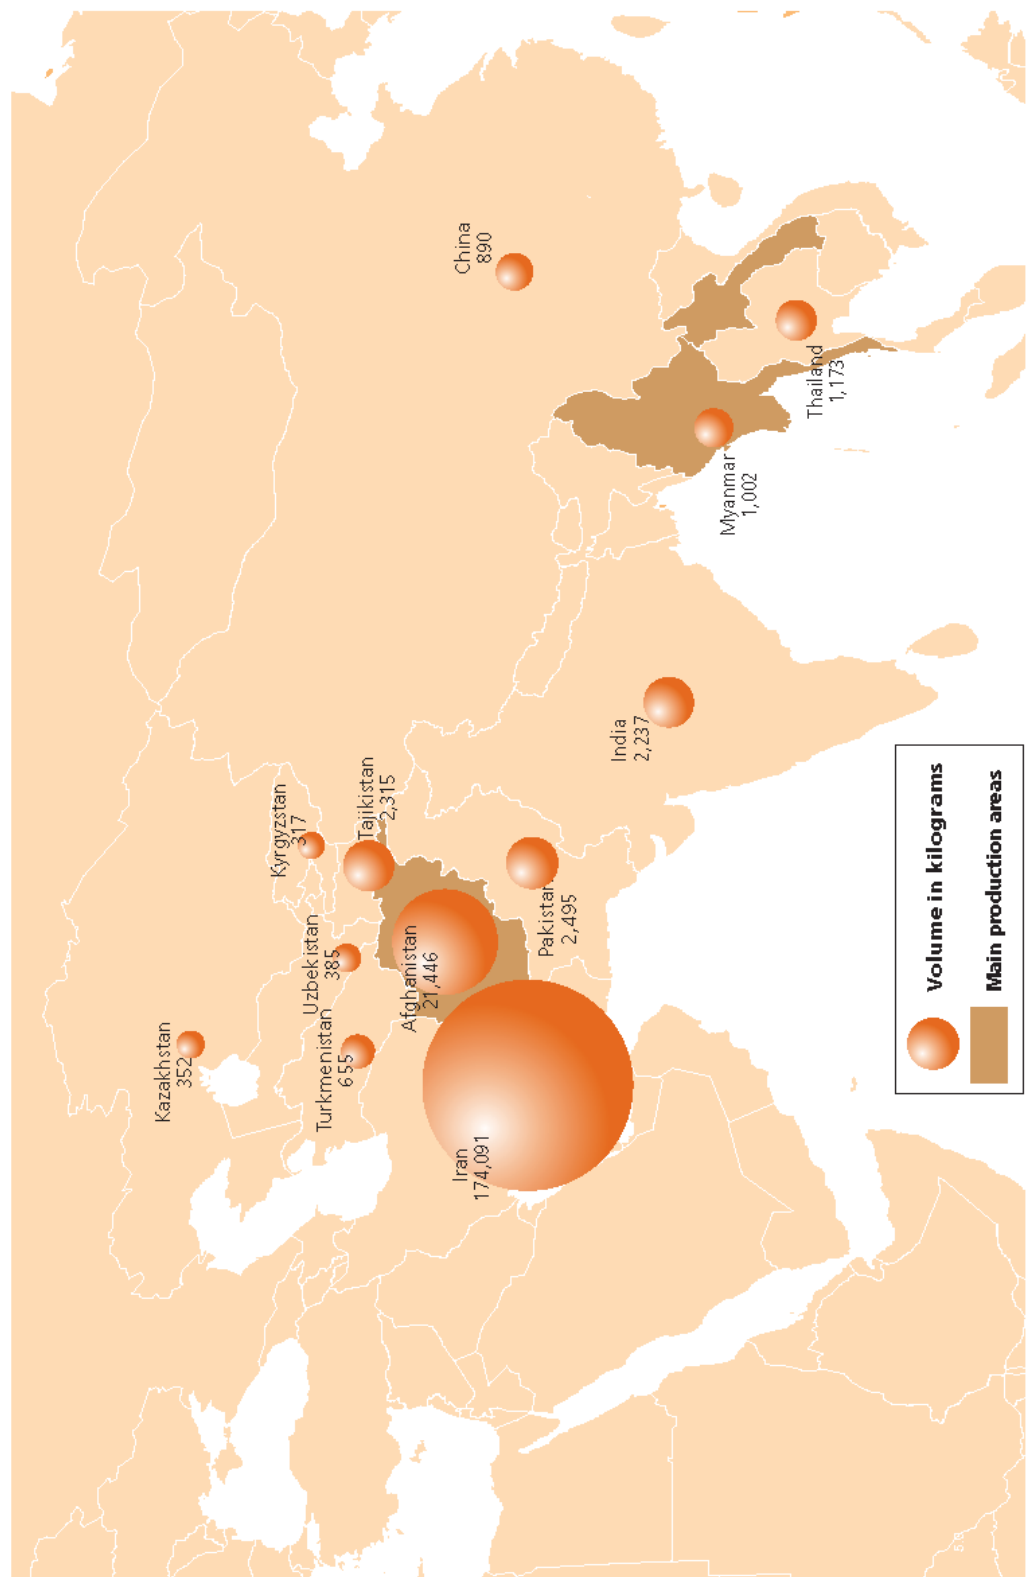 Kazakhstan
352
Kyrgyzstan
317
Uzbekistan
385
Turkmenistan
655
Tajikistan
2,315
Afghanistan
21,446
Iran
174,091
Pakistan
2,495
India
2,237
China
890
Myanmar
1,002
Thailand
1,173
Volume in kilograms
Main production areas